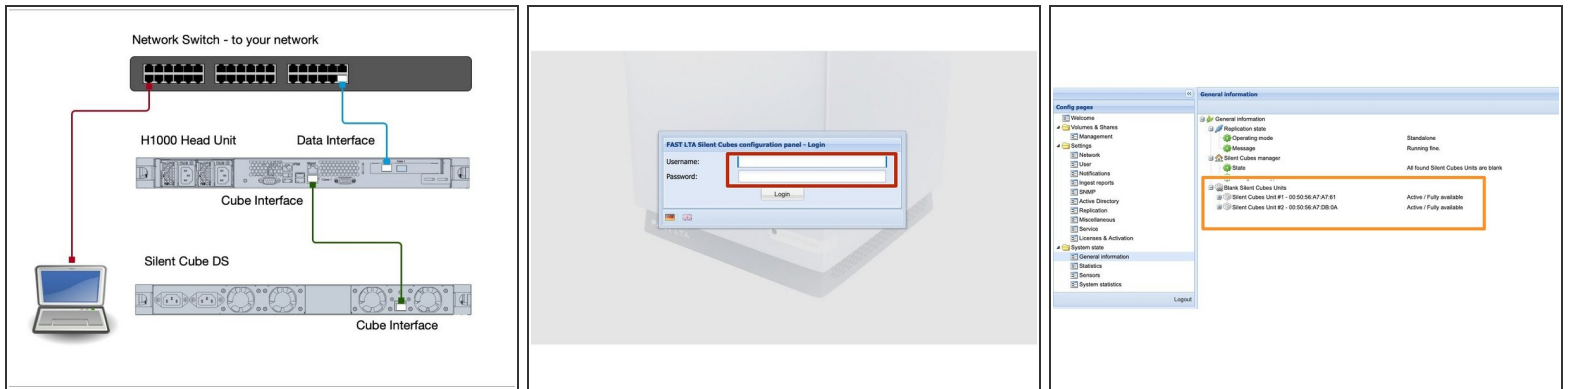 Network Switch - to your network
H1000 Head Unit
Data Interface
Cube Interface
Silent Cube DS
Cube Interface
FAST LTA Silent Cubes configuration panel - Login
Username:
Password:
Login
Config pages
Welcome
Volumes & Shares
Management
Settings
Network
User
Notifications
Ingest reports
SNMP
Active Directory
Replication
Miscellaneous
Service
Licenses & Activation
System state
General information
Statistics
Sensors
System statistics
Logout
General information
General information
Replication state
Operating mode Standalone
Message Running fine.
Silent Cubes manager
State All found Silent Cubes Units are blank
Blank Silent Cubes Units
Silent Cubes Unit #1 - 00:50:56:A7:A7:61 Active / Fully available
Silent Cubes Unit #2 - 00:50:56:A7:DB:0A Active / Fully available